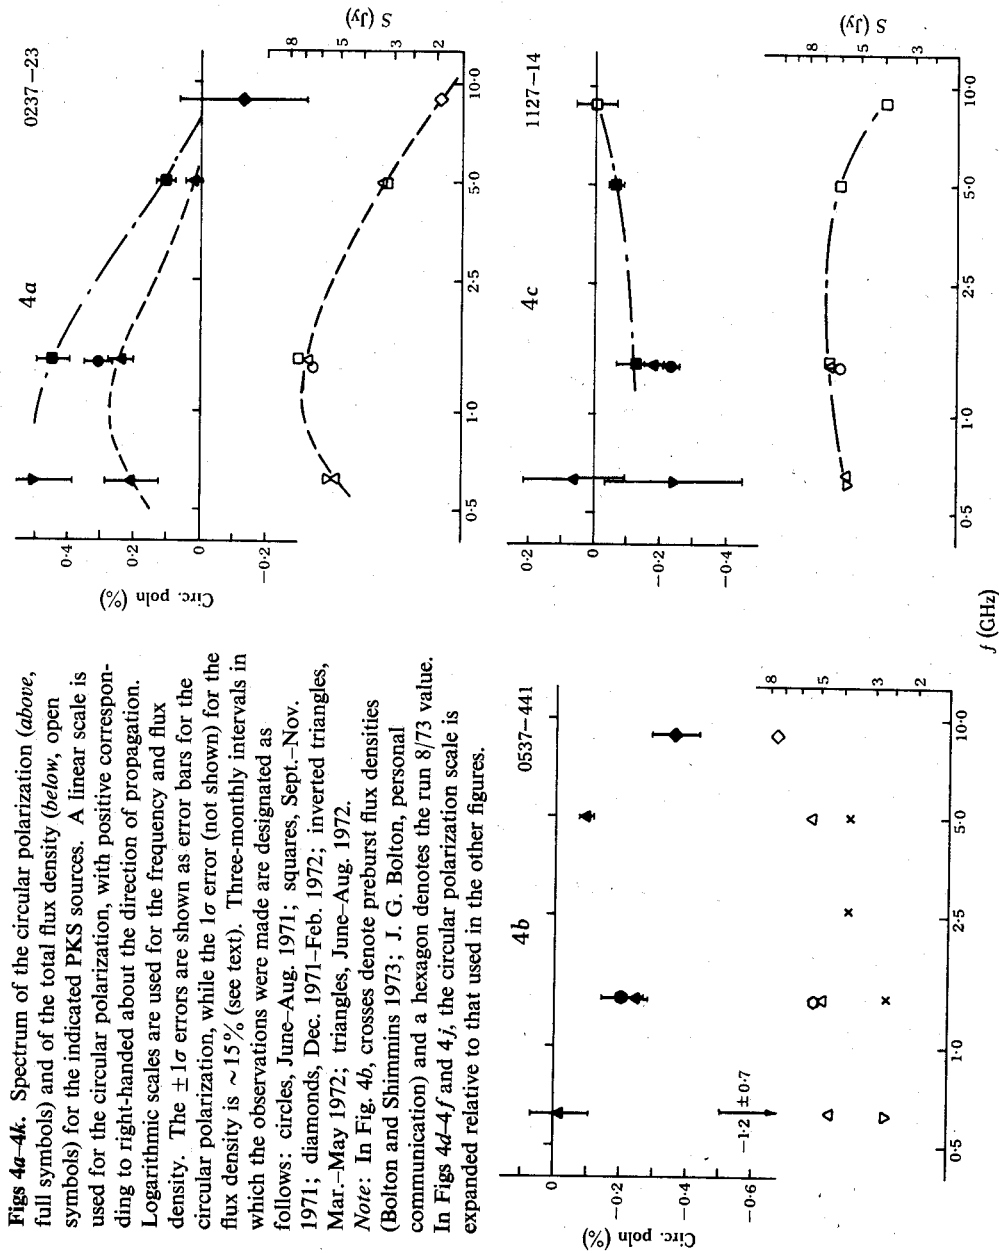 Figs 4a–4k. Spectrum of the circular polarization (above,
full symbols) and of the total flux density (below, open
symbols) for the indicated PKS sources. A linear scale is
used for the circular polarization, with positive correspon-
ding to right-handed about the direction of propagation.
Logarithmic scales are used for the frequency and flux
density. The ±1σ errors are shown as error bars for the
circular polarization, while the 1σ error (not shown) for the
flux density is ~15% (see text). Three-monthly intervals in
which the observations were made are designated as
follows: circles, June–Aug. 1971; squares, Sept.–Nov.
1971; diamonds, Dec. 1971–Feb. 1972; inverted triangles,
Mar.–May 1972; triangles, June–Aug. 1972.
Note: In Fig. 4b, crosses denote preburst flux densities
(Bolton and Shimmins 1973; J. G. Bolton, personal
communication) and a hexagon denotes the run 8/73 value.
In Figs 4d–4f and 4j, the circular polarization scale is
expanded relative to that used in the other figures.
4a
0237−23
Circ. poln (%)
0·4
0·2
0
−0·2
S (Jy)
8
5
3
2
0·5
1·0
2·5
5·0
10·0
4b
0537−441
Circ. poln (%)
0
−0·2
−0·4
−0·6
−1·2 ±0·7
8
5
3
2
0·5
1·0
2·5
5·0
10·0
4c
1127−14
0·2
0
−0·2
−0·4
S (Jy)
8
5
3
0·5
1·0
2·5
5·0
10·0
f (GHz)